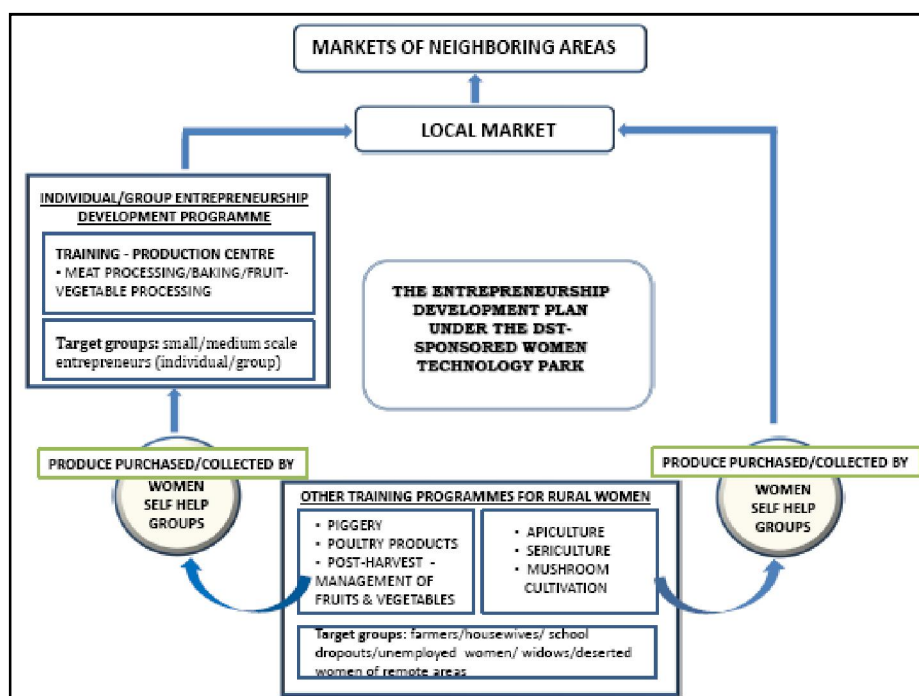 MARKETS OF NEIGHBORING AREAS
LOCAL MARKET
INDIVIDUAL/GROUP ENTREPRENEURSHIP
DEVELOPMENT PROGRAMME
TRAINING - PRODUCTION CENTRE
• MEAT PROCESSING/BAKING/FRUIT-
VEGETABLE PROCESSING
Target groups: small/medium scale
entrepreneurs (individual/group)
THE ENTREPRENEURSHIP
DEVELOPMENT PLAN
UNDER THE DST-
SPONSORED WOMEN
TECHNOLOGY PARK
PRODUCE PURCHASED/COLLECTED BY
WOMEN
SELF HELP
GROUPS
PRODUCE PURCHASED/COLLECTED BY
WOMEN
SELF HELP
GROUPS
OTHER TRAINING PROGRAMMES FOR RURAL WOMEN
• PIGGERY
• POULTRY PRODUCTS
• POST-HARVEST -
MANAGEMENT OF
FRUITS & VEGETABLES
• APICULTURE
• SERICULTURE
• MUSHROOM
CULTIVATION
Target groups: farmers/housewives/ school
dropouts/unemployed women/ widows/deserted
women of remote areas